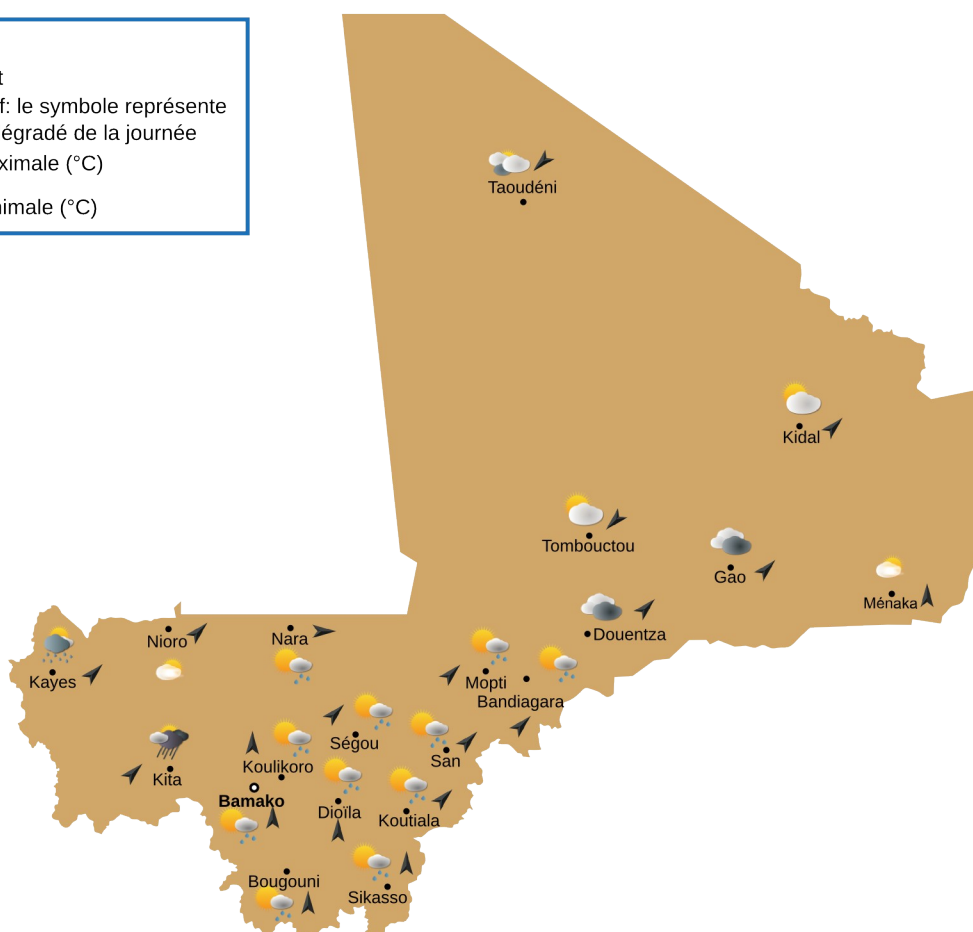 t
f: le symbole représente
égradé de la journée
ximale (°C)
nimale (°C)
Taoudéni
Kidal
Tombouctou
Gao
Ménaka
Douentza
Nioro
Nara
Kayes
Mopti
Bandiagara
Ségou
San
Koulikoro
Kita
Bamako
Dioïla
Koutiala
Bougouni
Sikasso